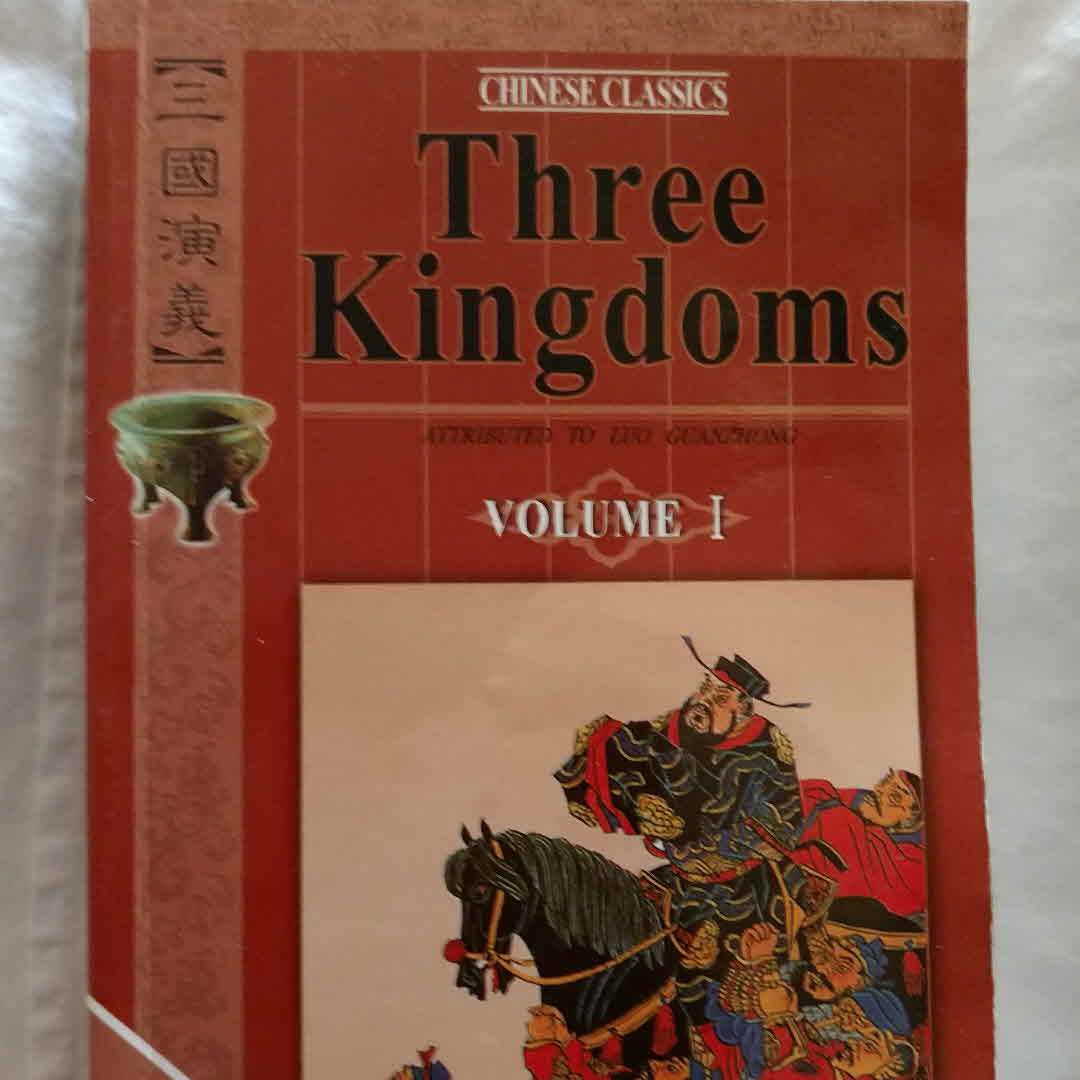 【三國演義】
CHINESE CLASSICS
Three
Kingdoms
ATTRIBUTED TO LUO GUANZHONG
VOLUME I